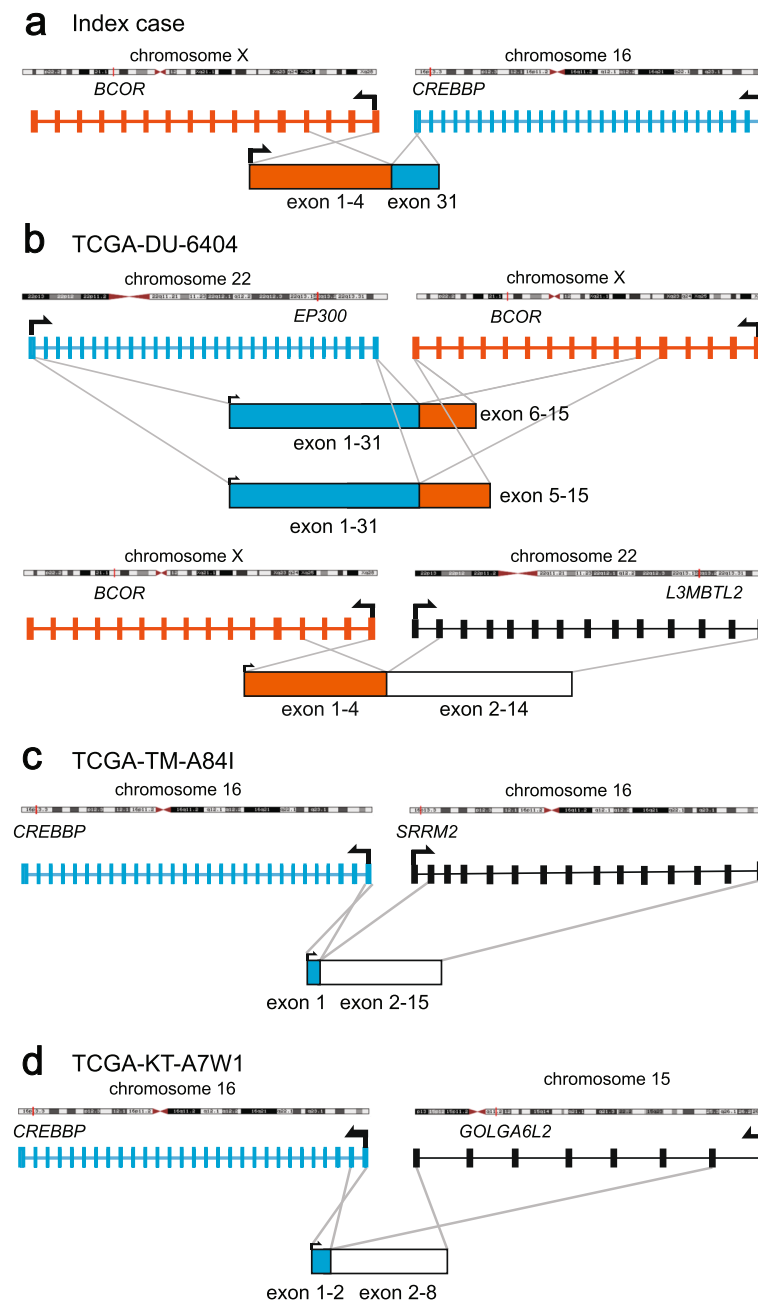 a Index case
chromosome X chromosome 16
BCOR CREBBP
exon 1-4 exon 31
b TCGA-DU-6404
chromosome 22 chromosome X
EP300 BCOR
exon 6-15
exon 1-31
exon 5-15
exon 1-31
chromosome X chromosome 22
BCOR L3MBTL2
exon 1-4 exon 2-14
c TCGA-TM-A84I
chromosome 16 chromosome 16
CREBBP SRRM2
exon 1 exon 2-15
d TCGA-KT-A7W1
chromosome 16 chromosome 15
CREBBP GOLGA6L2
exon 1-2 exon 2-8